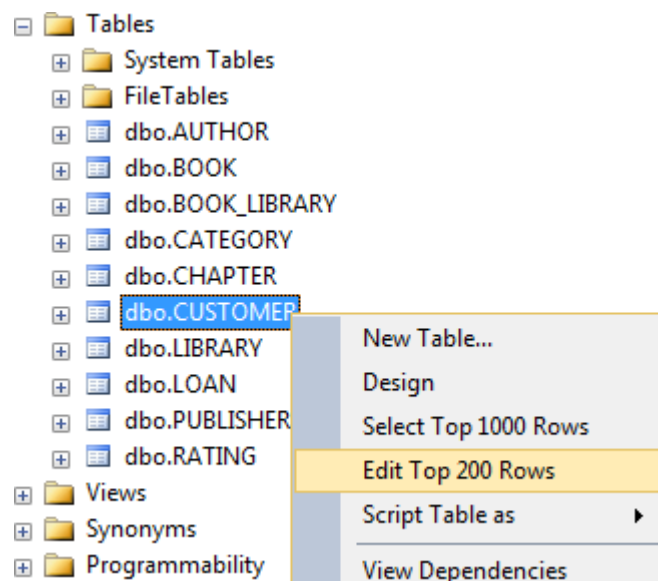 Tables
System Tables
FileTables
dbo.AUTHOR
dbo.BOOK
dbo.BOOK_LIBRARY
dbo.CATEGORY
dbo.CHAPTER
dbo.CUSTOMER
dbo.LIBRARY
dbo.LOAN
dbo.PUBLISHER
dbo.RATING
Views
Synonyms
Programmability
New Table...
Design
Select Top 1000 Rows
Edit Top 200 Rows
Script Table as
View Dependencies